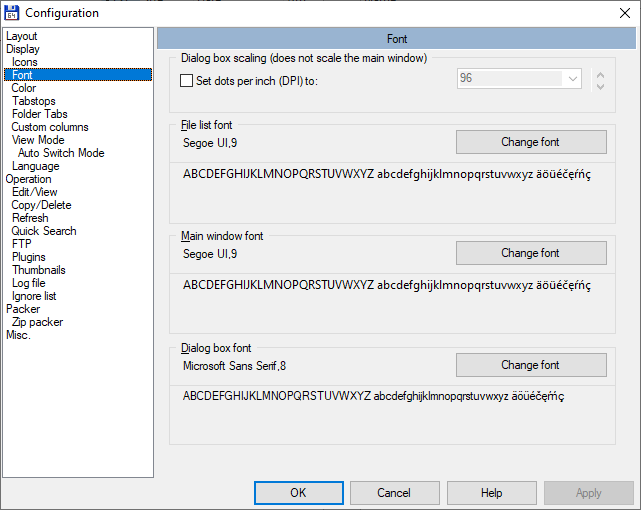 64
Configuration
Layout
Display
Icons
Font
Color
Tabstops
Folder Tabs
Custom columns
View Mode
Auto Switch Mode
Language
Operation
Edit/View
Copy/Delete
Refresh
Quick Search
FTP
Plugins
Thumbnails
Log file
Ignore list
Packer
Zip packer
Misc.
Font
Dialog box scaling (does not scale the main window)
Set dots per inch (DPI) to: 96
File list font
Segoe UI,9 Change font
ABCDEFGHIJKLMNOPQRSTUVWXYZ abcdefghijklmnopqrstuvwxyz äöüéčęŕńç
Main window font
Segoe UI,9 Change font
ABCDEFGHIJKLMNOPQRSTUVWXYZ abcdefghijklmnopqrstuvwxyz äöüéčęŕńç
Dialog box font
Microsoft Sans Serif,8 Change font
ABCDEFGHIJKLMNOPQRSTUVWXYZ abcdefghijklmnopqrstuvwxyz äöüéčęŕńç
OK Cancel Help Apply